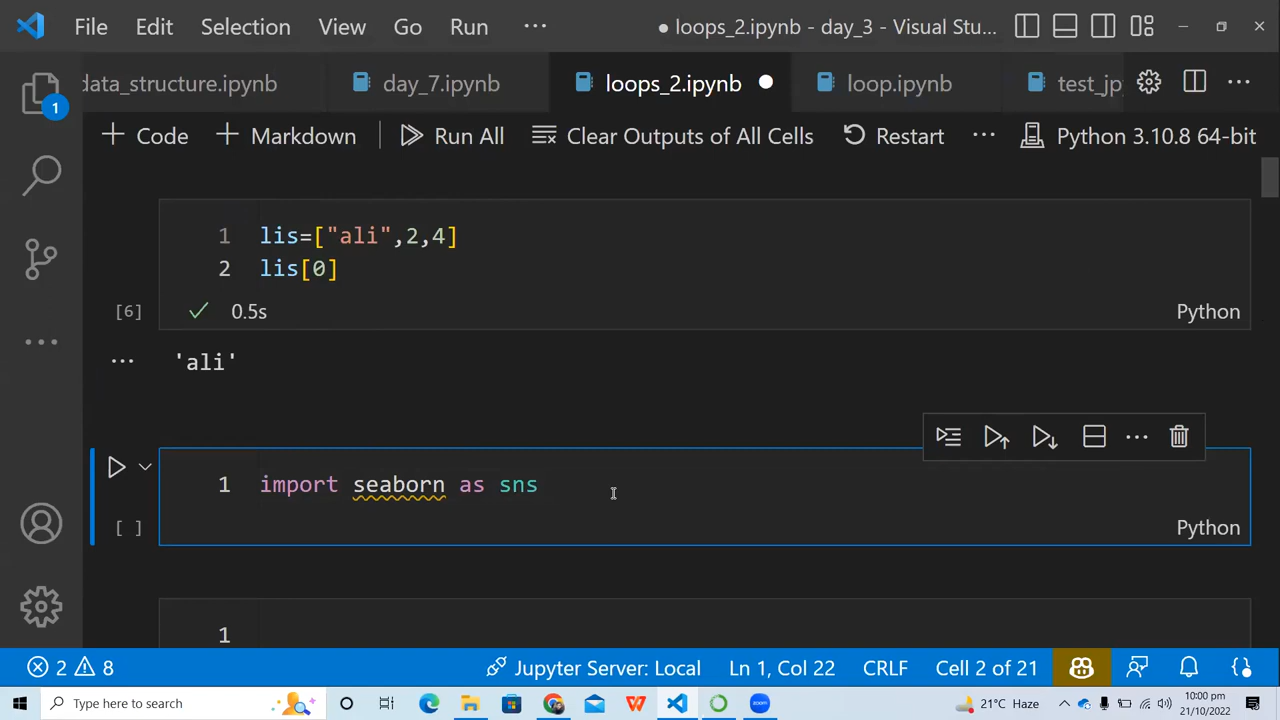 File Edit Selection View Go Run ··· ● loops_2.ipynb - day_3 - Visual Stu...
data_structure.ipynb day_7.ipynb loops_2.ipynb loop.ipynb test_jp
+ Code + Markdown Run All Clear Outputs of All Cells Restart ··· Python 3.10.8 64-bit
1 lis=["ali",2,4]
2 lis[0]
[6] ✓ 0.5s Python
··· 'ali'
1 import seaborn as sns
[ ] Python
1
1
2 8 Jupyter Server: Local Ln 1, Col 22 CRLF Cell 2 of 21
Type here to search 21°C Haze 10:00 pm
21/10/2022